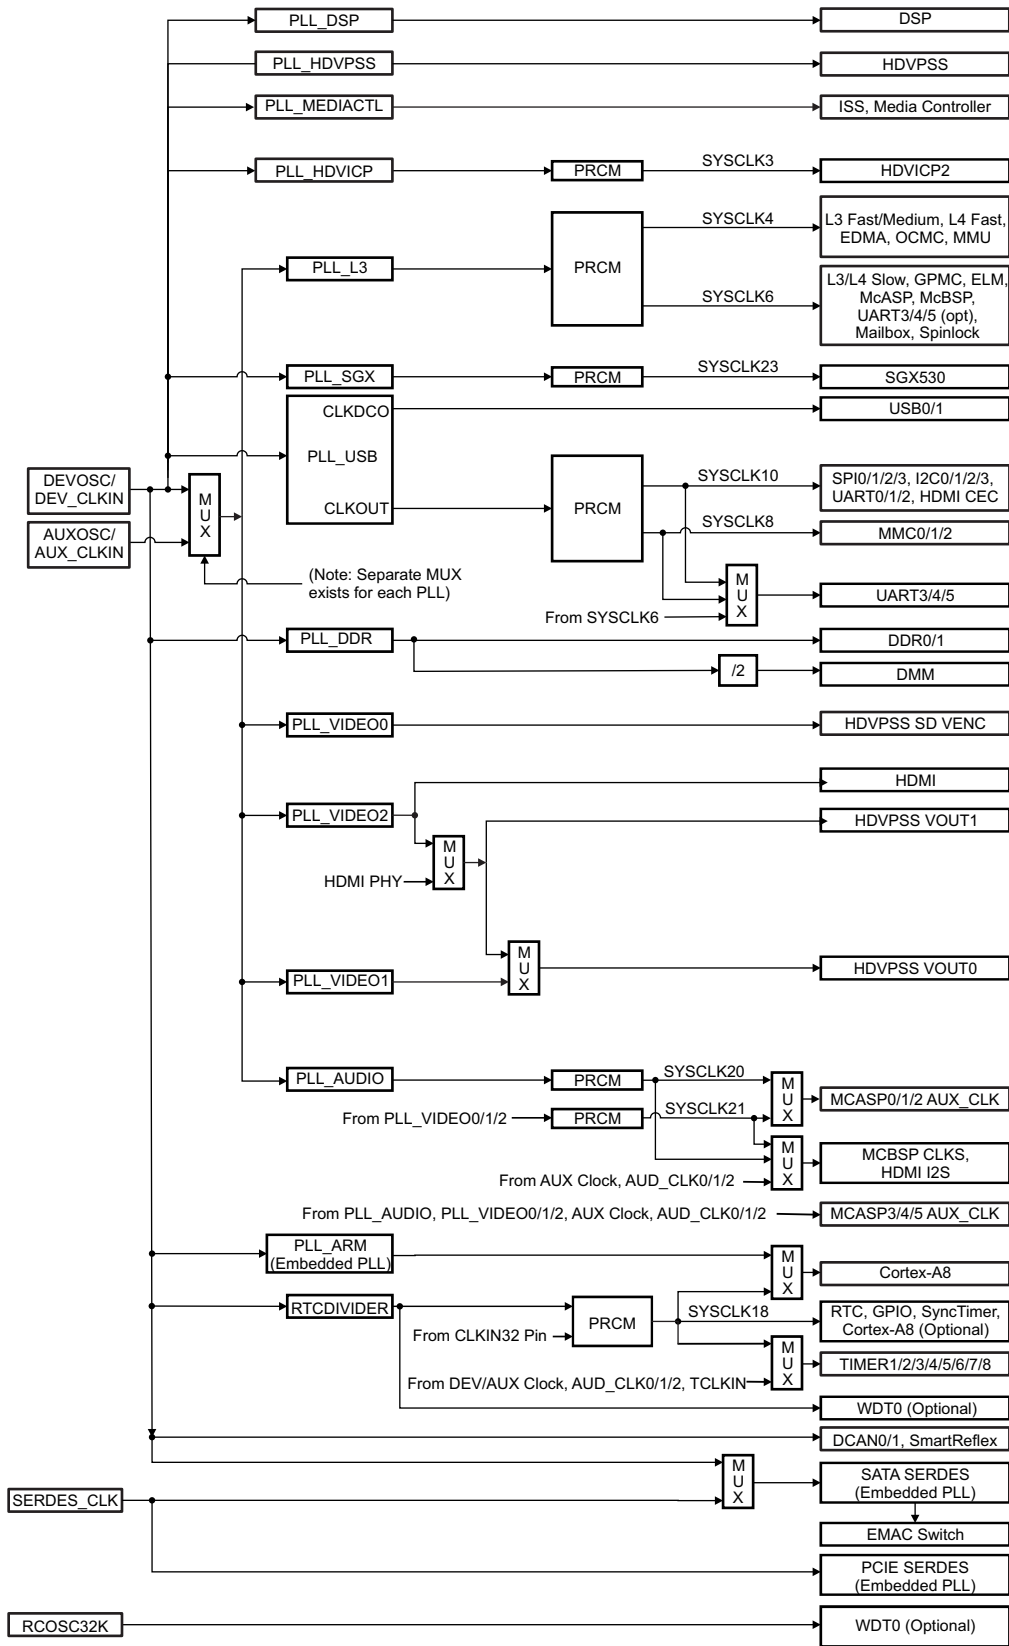 PLL_DSP
DSP
PLL_HDVPSS
HDVPSS
PLL_MEDIACTL
ISS, Media Controller
PLL_HDVICP
PRCM
SYSCLK3
HDVICP2
PLL_L3
PRCM
SYSCLK4
L3 Fast/Medium, L4 Fast,
EDMA, OCMC, MMU
SYSCLK6
L3/L4 Slow, GPMC, ELM,
McASP, McBSP,
UART3/4/5 (opt),
Mailbox, Spinlock
PLL_SGX
PRCM
SYSCLK23
SGX530
CLKDCO
PLL_USB
CLKOUT
USB0/1
DEVOSC/
DEV_CLKIN
AUXOSC/
AUX_CLKIN
M
U
X
(Note: Separate MUX
exists for each PLL)
PRCM
SYSCLK10
SPI0/1/2/3, I2C0/1/2/3,
UART0/1/2, HDMI CEC
SYSCLK8
MMC0/1/2
From SYSCLK6
M
U
X
UART3/4/5
PLL_DDR
DDR0/1
/2
DMM
PLL_VIDEO0
HDVPSS SD VENC
PLL_VIDEO2
HDMI
HDMI PHY
M
U
X
HDVPSS VOUT1
PLL_VIDEO1
M
U
X
HDVPSS VOUT0
PLL_AUDIO
PRCM
SYSCLK20
M
U
X
MCASP0/1/2 AUX_CLK
From PLL_VIDEO0/1/2
PRCM
SYSCLK21
From AUX Clock, AUD_CLK0/1/2
M
U
X
MCBSP CLKS,
HDMI I2S
From PLL_AUDIO, PLL_VIDEO0/1/2, AUX Clock, AUD_CLK0/1/2
MCASP3/4/5 AUX_CLK
PLL_ARM
(Embedded PLL)
M
U
X
Cortex-A8
RTCDIVIDER
From CLKIN32 Pin
PRCM
SYSCLK18
RTC, GPIO, SyncTimer,
Cortex-A8 (Optional)
From DEV/AUX Clock, AUD_CLK0/1/2, TCLKIN
M
U
X
TIMER1/2/3/4/5/6/7/8
WDT0 (Optional)
DCAN0/1, SmartReflex
SERDES_CLK
M
U
X
SATA SERDES
(Embedded PLL)
EMAC Switch
PCIE SERDES
(Embedded PLL)
RCOSC32K
WDT0 (Optional)